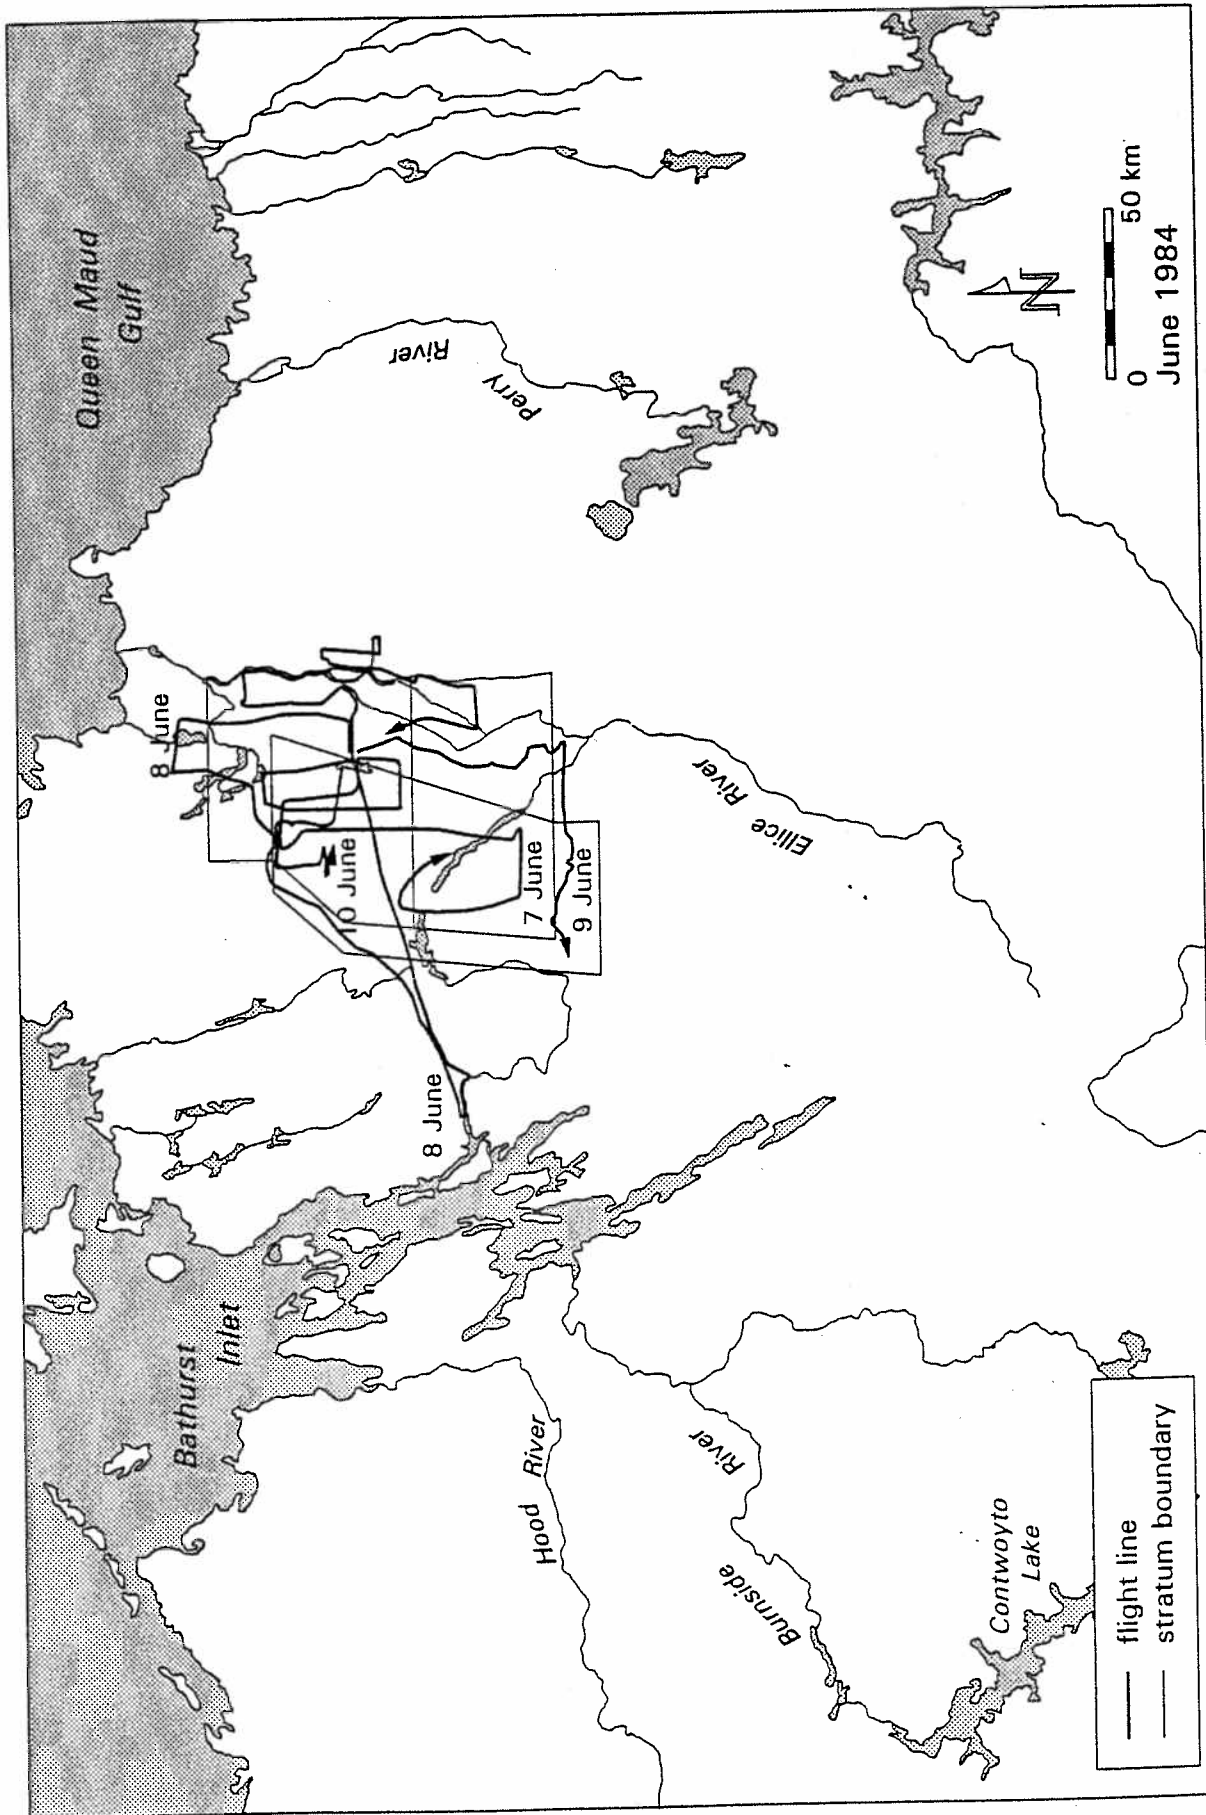 Queen Maud
Gulf
Bathurst
Inlet
8 June
10 June
7 June
9 June
8 June
Perry
River
Ellice
River
Hood
River
Burnside
River
Contwoyto
Lake
N
0
50 km
June 1984
flight line
stratum boundary